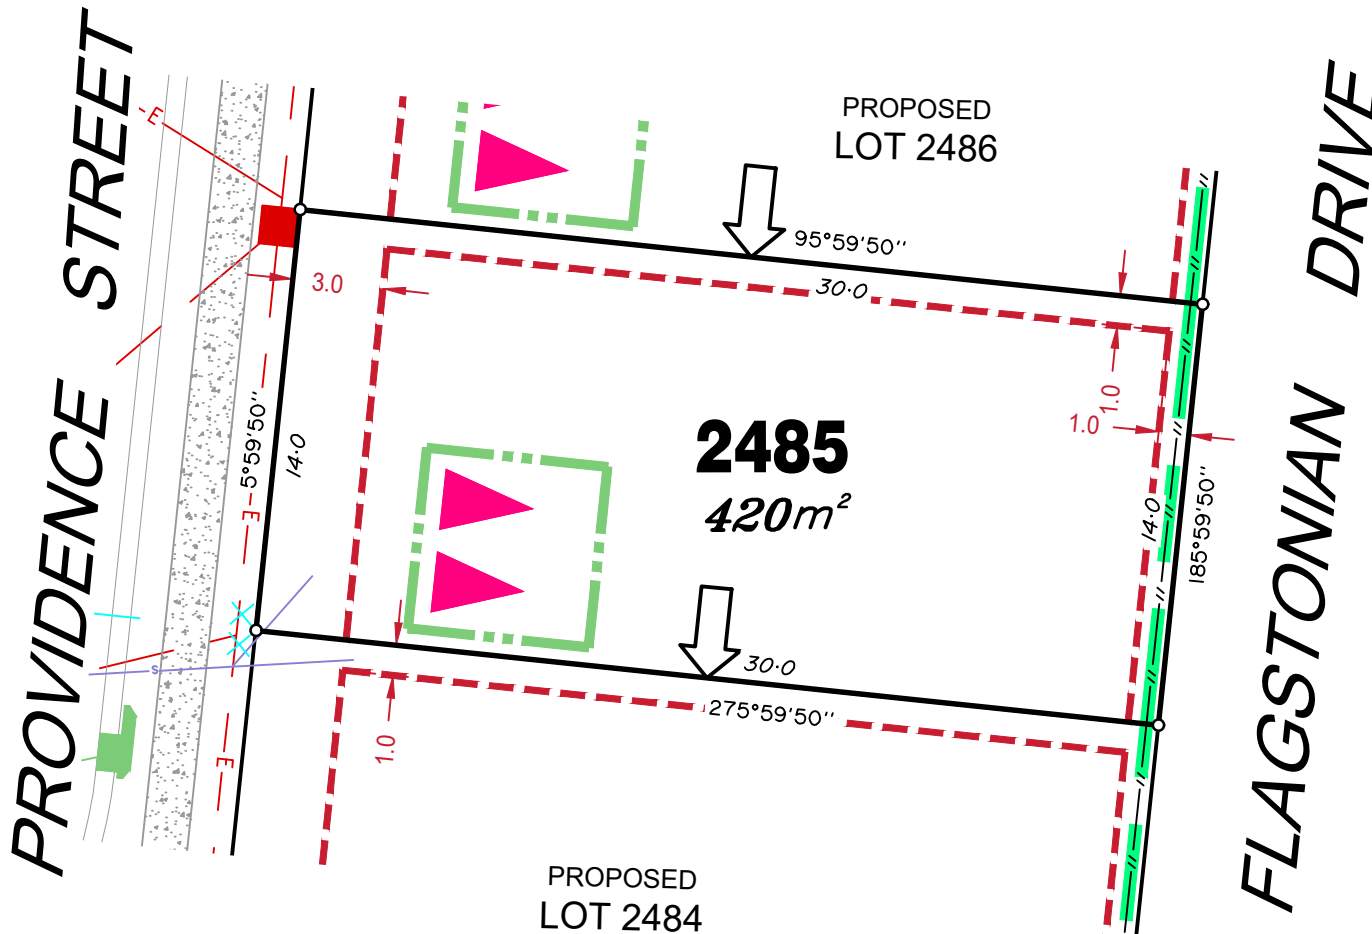 PROVIDENCE STREET
FLAGSTONIAN DRIVE
PROPOSED
LOT 2486
E
95°59'50''
30·0
3.0
1.0
1.0
5°59'50''
14·0
E
2485
420m²
14·0
185°59'50''
30·0
275°59'50''
S
1.0
E
PROPOSED
LOT 2484